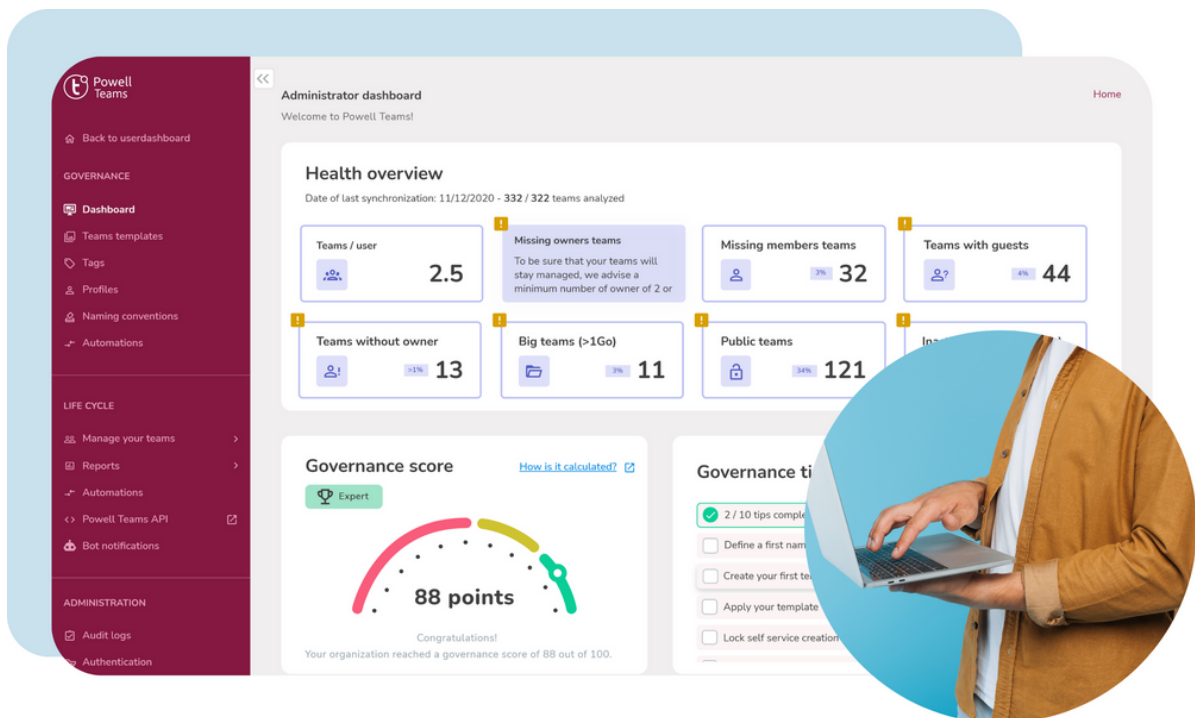 Powell
Teams
Back to userdashboard
GOVERNANCE
Dashboard
Teams templates
Tags
Profiles
Naming conventions
Automations
LIFE CYCLE
Manage your teams
Reports
Automations
Powell Teams API
Bot notifications
ADMINISTRATION
Audit logs
Authentication
Administrator dashboard
Home
Welcome to Powell Teams!
Health overview
Date of last synchronization: 11/12/2020 - 332 / 322 teams analyzed
Teams / user
2.5
Missing owners teams
To be sure that your teams will
stay managed, we advise a
minimum number of owner of 2 or
Missing members teams
3% 32
Teams with guests
4% 44
Teams without owner
>1% 13
Big teams (>1Go)
3% 11
Public teams
34% 121
Governance score
How is it calculated?
Expert
88 points
Congratulations!
Your organization reached a governance score of 88 out of 100.
Governance
2 / 10 tips
Define a first
Create your first
Apply your template
Lock self service creation